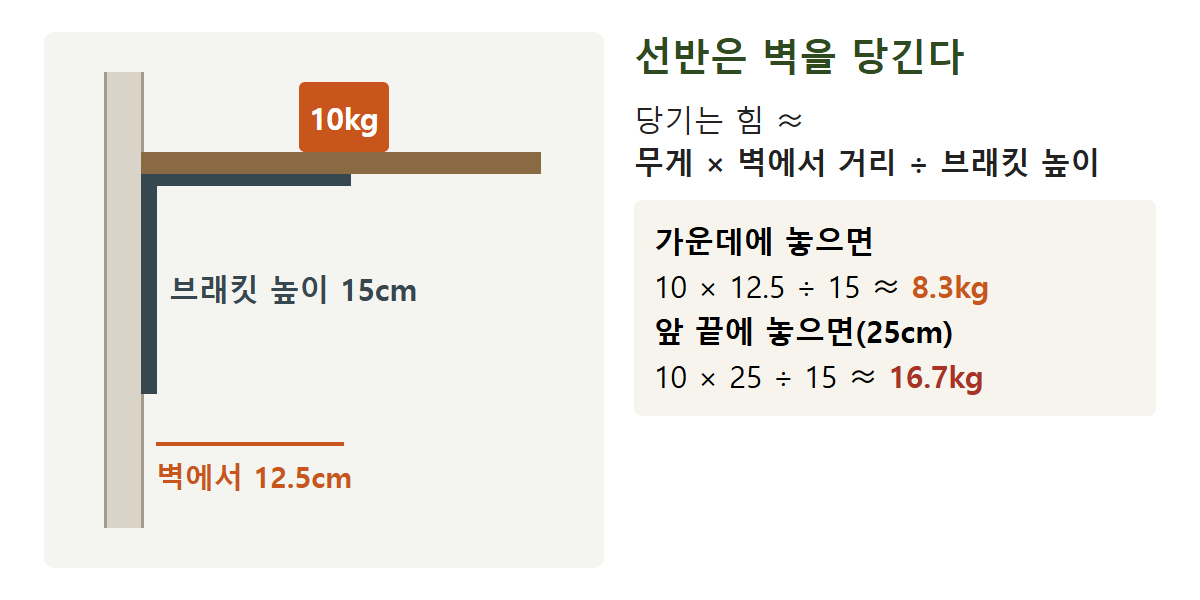 10kg
브래킷 높이 15cm
벽에서 12.5cm
선반은 벽을 당긴다
당기는 힘 ≈
무게 × 벽에서 거리 ÷ 브래킷 높이
가운데에 놓으면
10 × 12.5 ÷ 15 ≈ 8.3kg
앞 끝에 놓으면(25cm)
10 × 25 ÷ 15 ≈ 16.7kg